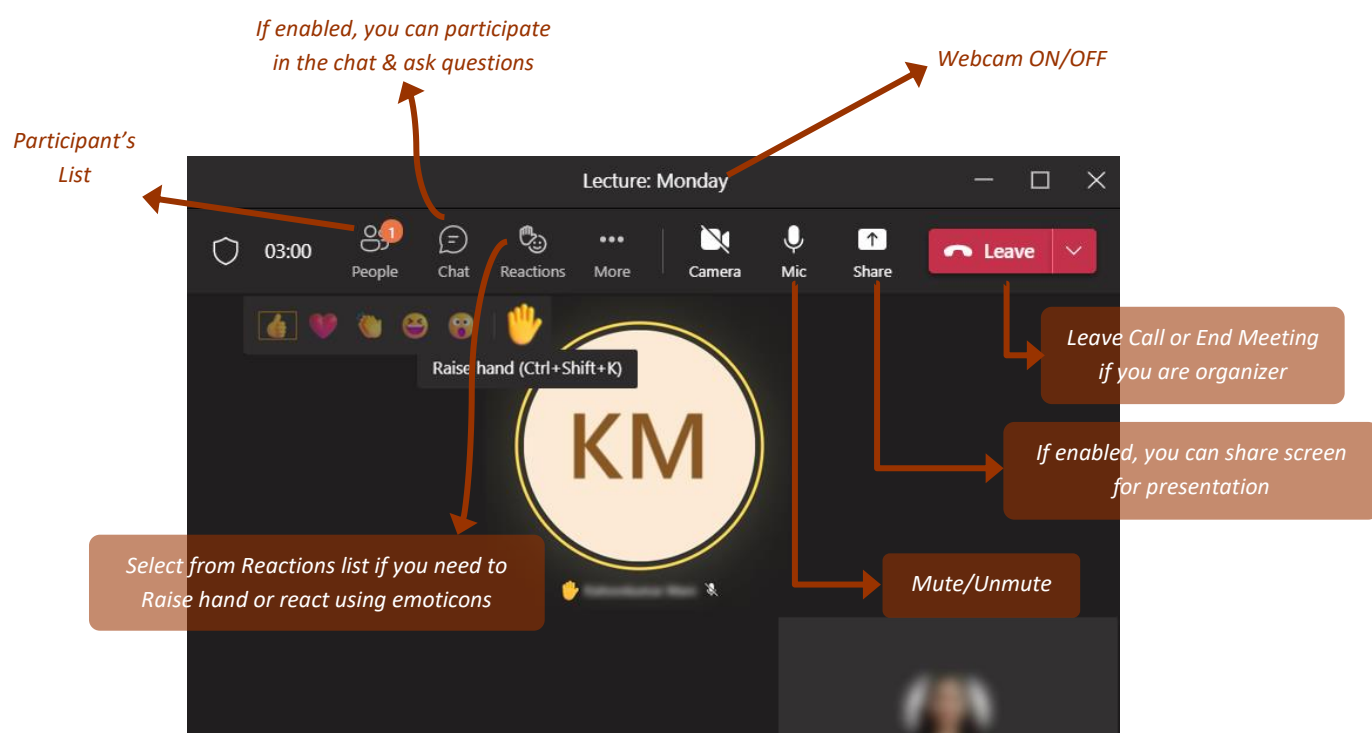 If enabled, you can participate
in the chat & ask questions
Webcam ON/OFF
Participant's
List
Lecture: Monday
03:00
1
People
Chat
Reactions
More
Camera
Mic
Share
Leave
Raise hand (Ctrl+Shift+K)
KM
Leave Call or End Meeting
if you are organizer
If enabled, you can share screen
for presentation
Select from Reactions list if you need to
Raise hand or react using emoticons
Mute/Unmute